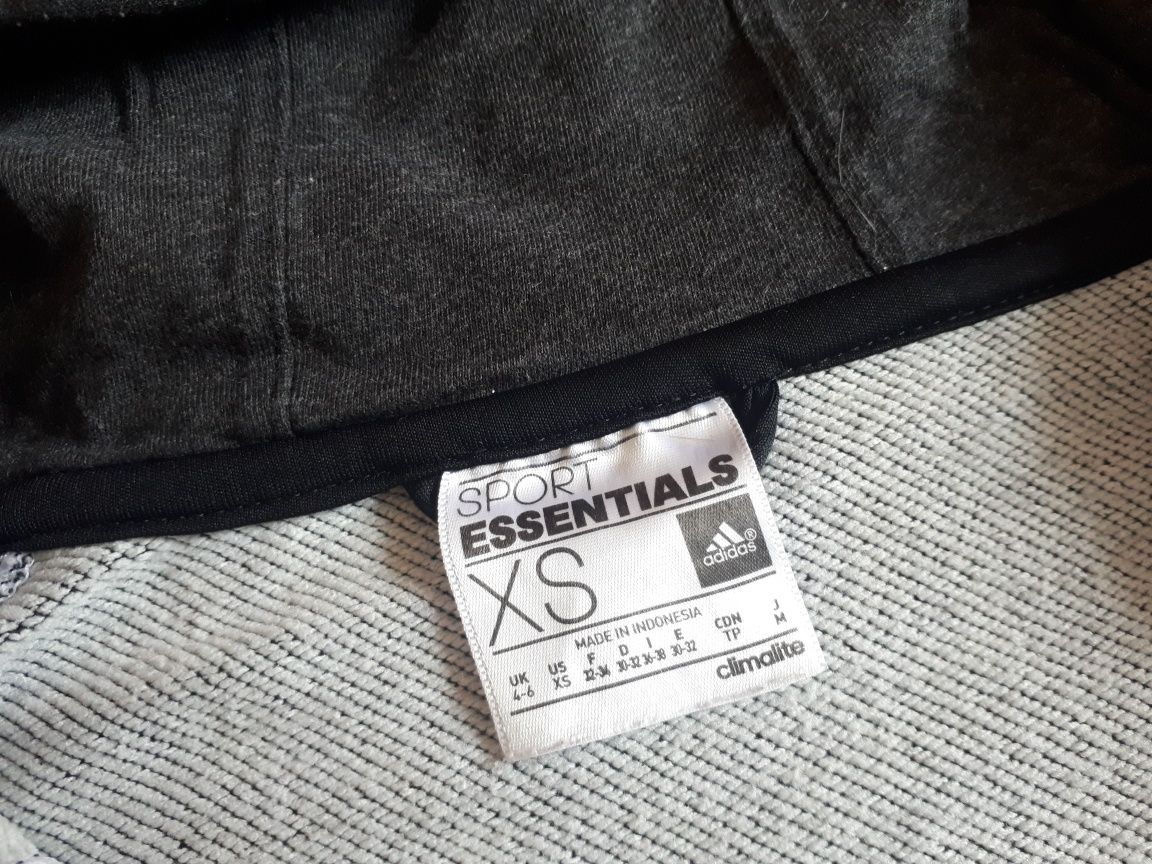 SPORT
ESSENTIALS
XS
adidas®
MADE IN INDONESIA
UK US F D I E CDN J
4-6 XS 32-34 30-32 36-38 30-32 TP M
climalite